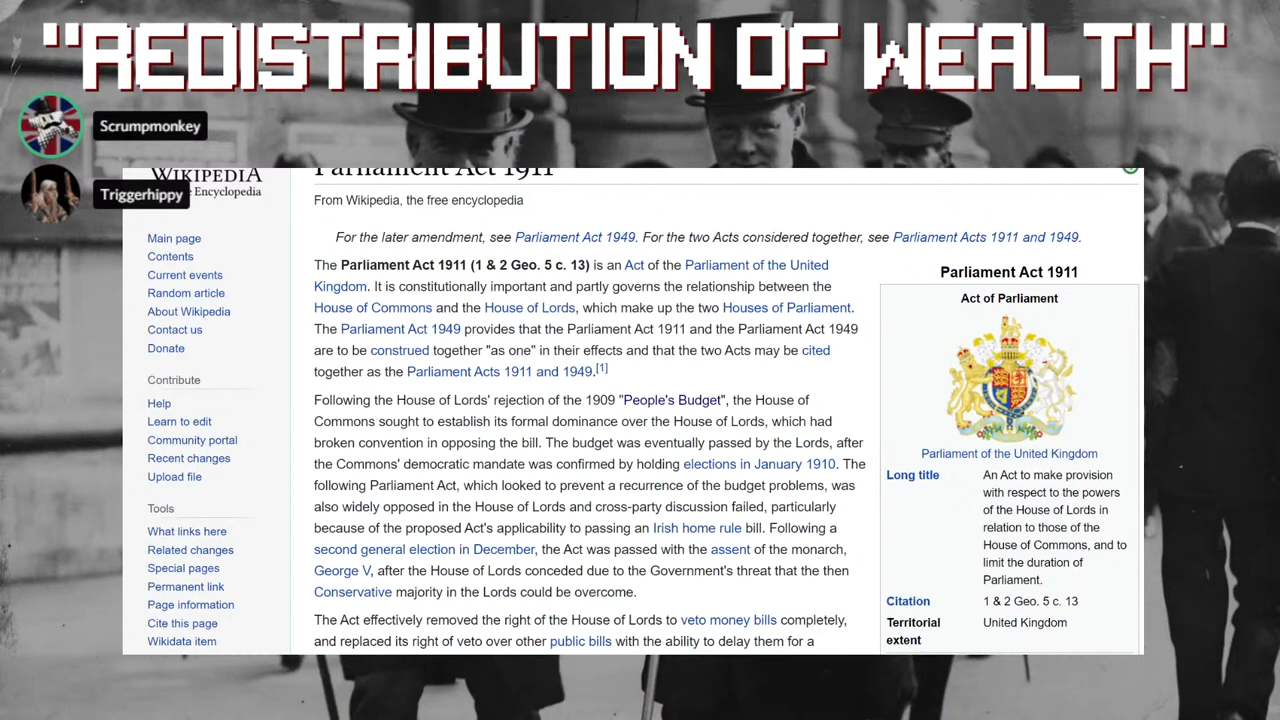 "REDISTRIBUTION OF WEALTH"
Scrumpmonkey
Triggerhippy
WIKIPEDIA
Encyclopedia
Main page
Contents
Current events
Random article
About Wikipedia
Contact us
Donate
Contribute
Help
Learn to edit
Community portal
Recent changes
Upload file
Tools
What links here
Related changes
Special pages
Permanent link
Page information
Cite this page
Wikidata item
Parliament Act 1911
From Wikipedia, the free encyclopedia
For the later amendment, see Parliament Act 1949. For the two Acts considered together, see Parliament Acts 1911 and 1949.
The Parliament Act 1911 (1 & 2 Geo. 5 c. 13) is an Act of the Parliament of the United
Kingdom. It is constitutionally important and partly governs the relationship between the
House of Commons and the House of Lords, which make up the two Houses of Parliament.
The Parliament Act 1949 provides that the Parliament Act 1911 and the Parliament Act 1949
are to be construed together "as one" in their effects and that the two Acts may be cited
together as the Parliament Acts 1911 and 1949.[1]
Following the House of Lords' rejection of the 1909 "People's Budget", the House of
Commons sought to establish its formal dominance over the House of Lords, which had
broken convention in opposing the bill. The budget was eventually passed by the Lords, after
the Commons' democratic mandate was confirmed by holding elections in January 1910. The
following Parliament Act, which looked to prevent a recurrence of the budget problems, was
also widely opposed in the House of Lords and cross-party discussion failed, particularly
because of the proposed Act's applicability to passing an Irish home rule bill. Following a
second general election in December, the Act was passed with the assent of the monarch,
George V, after the House of Lords conceded due to the Government's threat that the then
Conservative majority in the Lords could be overcome.
The Act effectively removed the right of the House of Lords to veto money bills completely,
and replaced its right of veto over other public bills with the ability to delay them for a
Parliament Act 1911
Act of Parliament
Parliament of the United Kingdom
Long title An Act to make provision
with respect to the powers
of the House of Lords in
relation to those of the
House of Commons, and to
limit the duration of
Parliament.
Citation 1 & 2 Geo. 5 c. 13
Territorial United Kingdom
extent